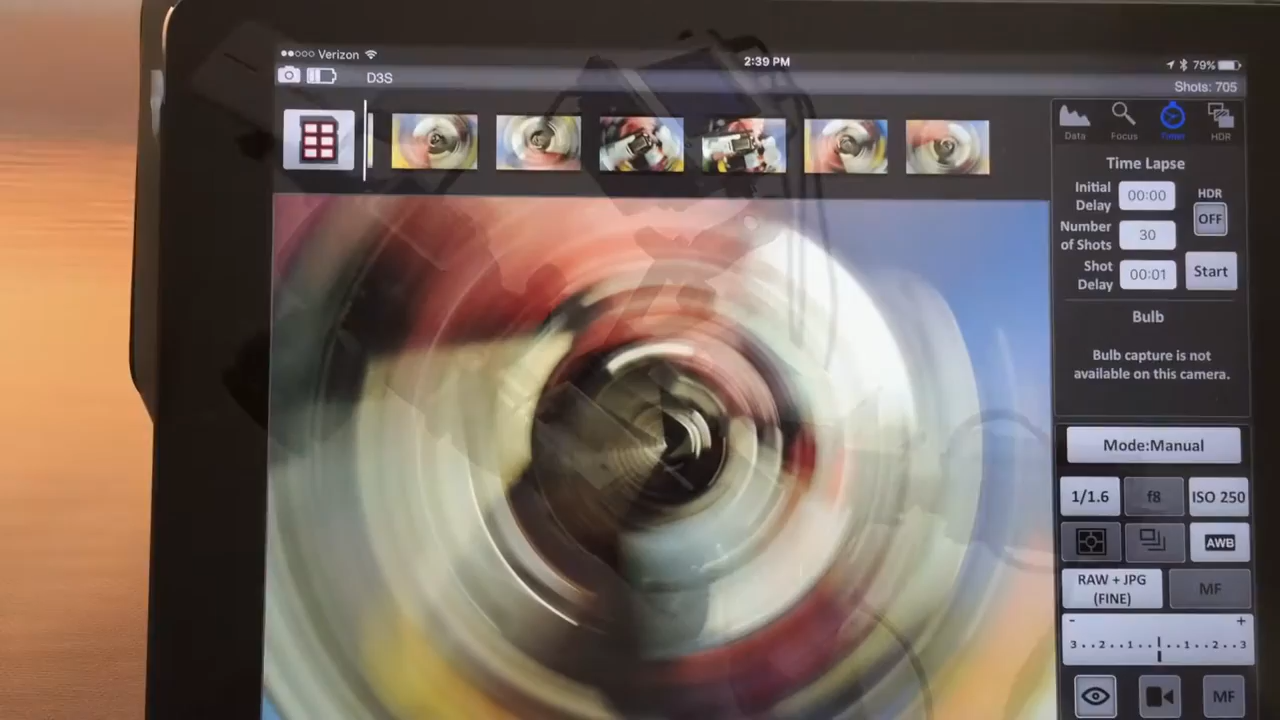 Verizon
2:39 PM
79%
D3S
Shots: 705
Data
Focus
Timer
HDR
Time Lapse
Initial Delay
00:00
HDR
OFF
Number of Shots
30
Shot Delay
00:01
Start
Bulb
Bulb capture is not
available on this camera.
Mode:Manual
1/1.6
f8
ISO 250
AWB
RAW + JPG
(FINE)
MF
- +
3 • • 2 • • 1 • • | • • 1 • • 2 • • 3
MF